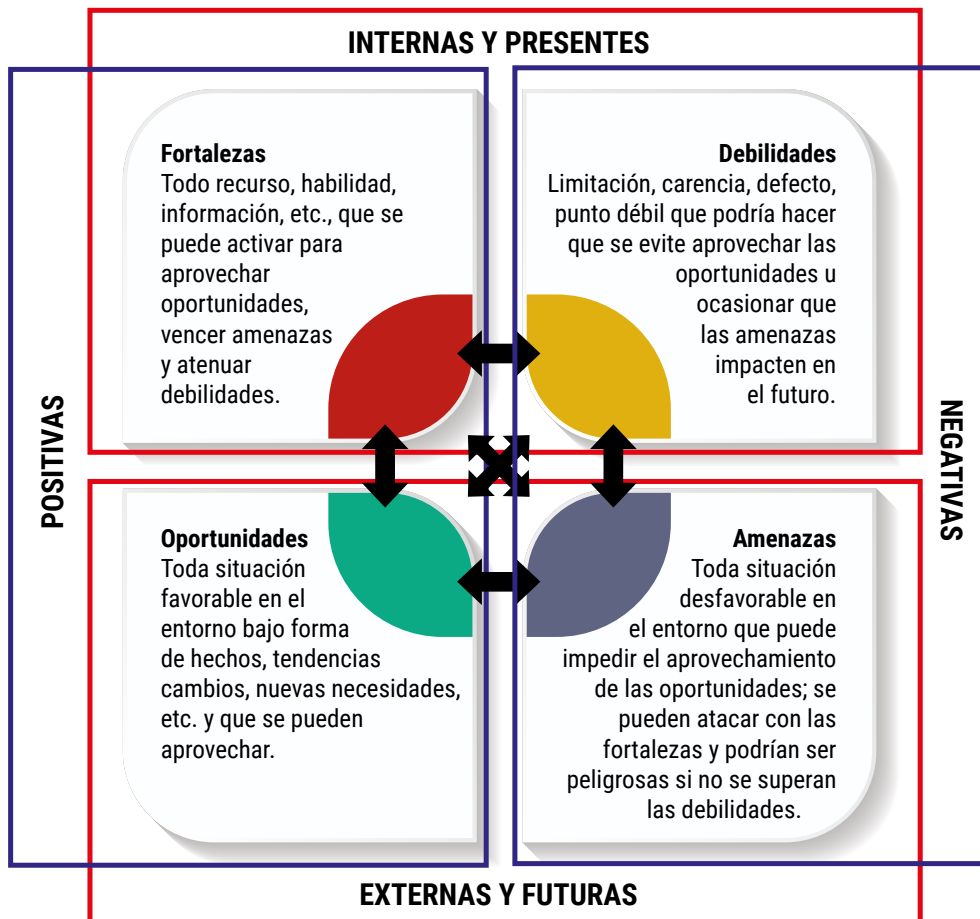 INTERNAS Y PRESENTES
POSITIVAS
Fortalezas
Todo recurso, habilidad,
información, etc., que se
puede activar para
aprovechar
oportunidades,
vencer amenazas
y atenuar
debilidades.
Debilidades
Limitación, carencia, defecto,
punto débil que podría hacer
que se evite aprovechar las
oportunidades u
ocasionar que
las amenazas
impacten en
el futuro.
NEGATIVAS
Oportunidades
Toda situación
favorable en el
entorno bajo forma
de hechos, tendencias
cambios, nuevas necesidades,
etc. y que se pueden
aprovechar.
Amenazas
Toda situación
desfavorable en
el entorno que puede
impedir el aprovechamiento
de las oportunidades; se
pueden atacar con las
fortalezas y podrían ser
peligrosas si no se superan
las debilidades.
EXTERNAS Y FUTURAS